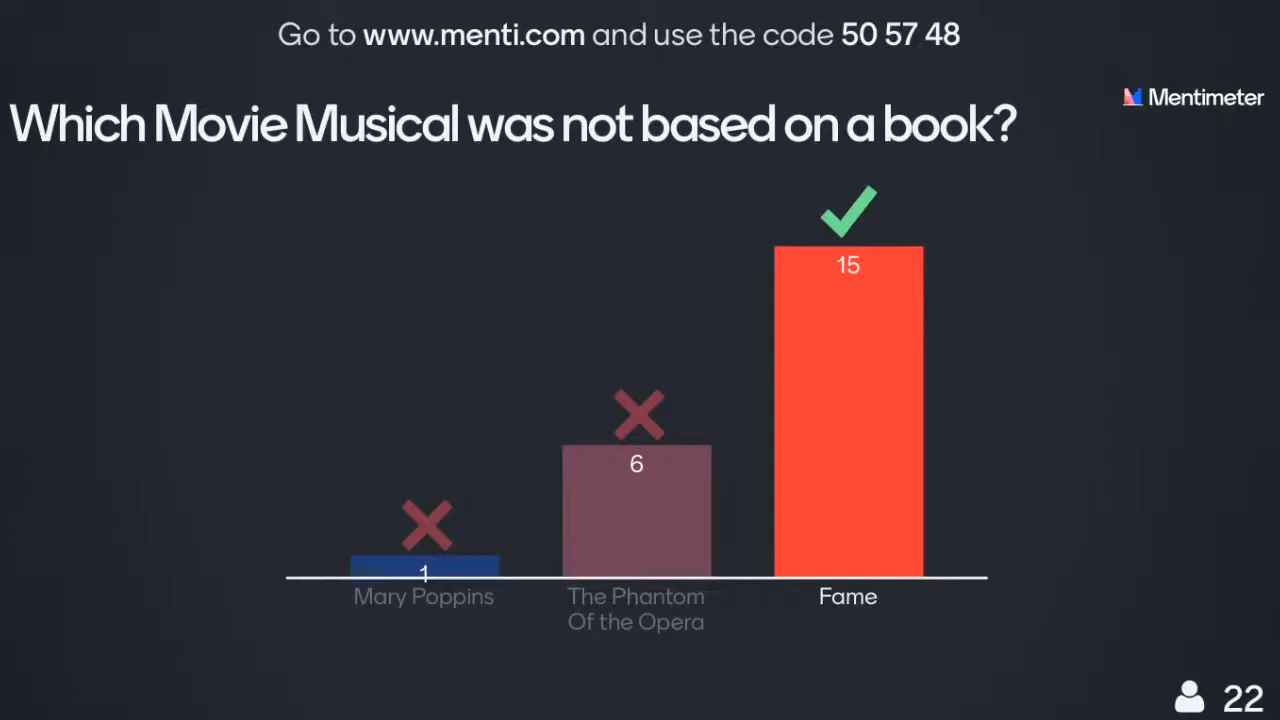 Go to www.menti.com and use the code 50 57 48
Mentimeter
Which Movie Musical was not based on a book?
15
6
1
Mary Poppins
The Phantom
Of the Opera
Fame
22